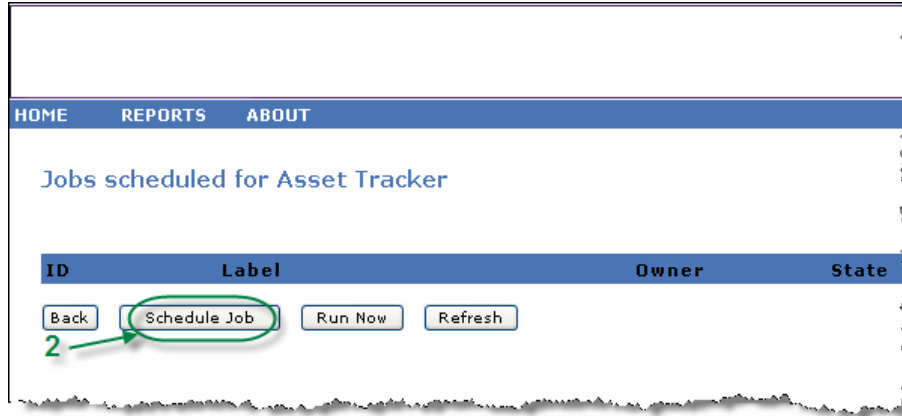 HOME REPORTS ABOUT
Jobs scheduled for Asset Tracker
ID Label Owner State
Back Schedule Job Run Now Refresh
2